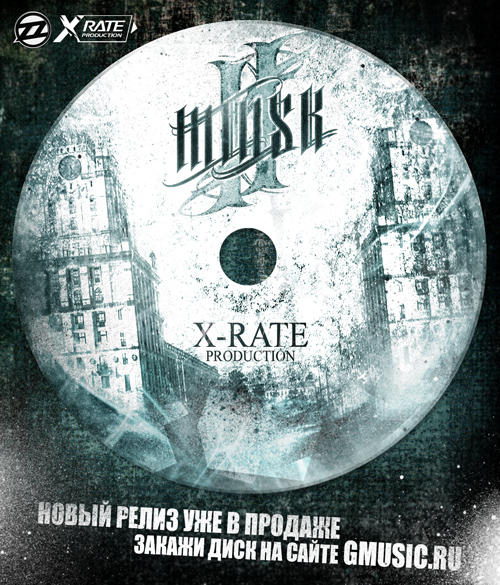 X RATE
PRODUCTION
II
MINSK
X-RATE
PRODUCTION
НОВЫЙ РЕЛИЗ УЖЕ В ПРОДАЖЕ
ЗАКАЖИ ДИСК НА САЙТЕ GMUSIC.RU